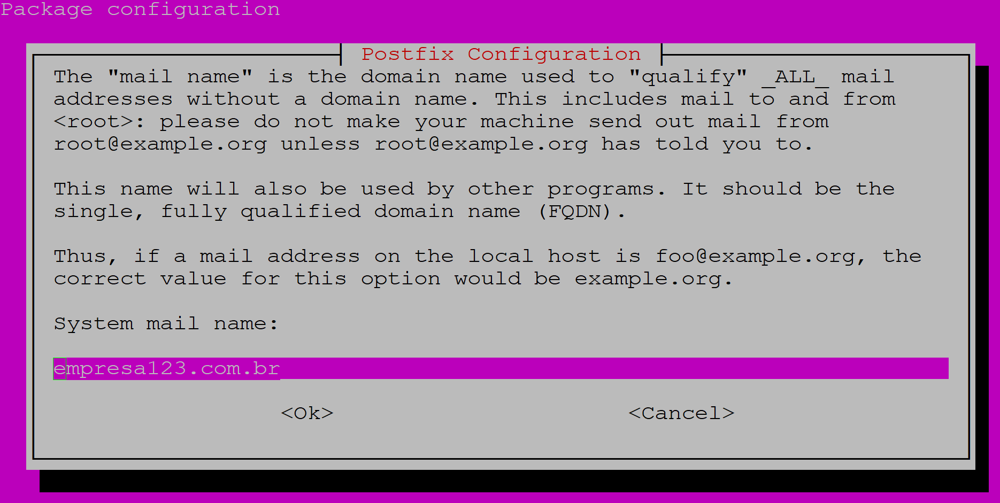 Package configuration
Postfix Configuration
The "mail name" is the domain name used to "qualify" _ALL_ mail
addresses without a domain name. This includes mail to and from
<root>: please do not make your machine send out mail from
root@example.org unless root@example.org has told you to.
This name will also be used by other programs. It should be the
single, fully qualified domain name (FQDN).
Thus, if a mail address on the local host is foo@example.org, the
correct value for this option would be example.org.
System mail name:
empresa123.com.br
<Ok> <Cancel>